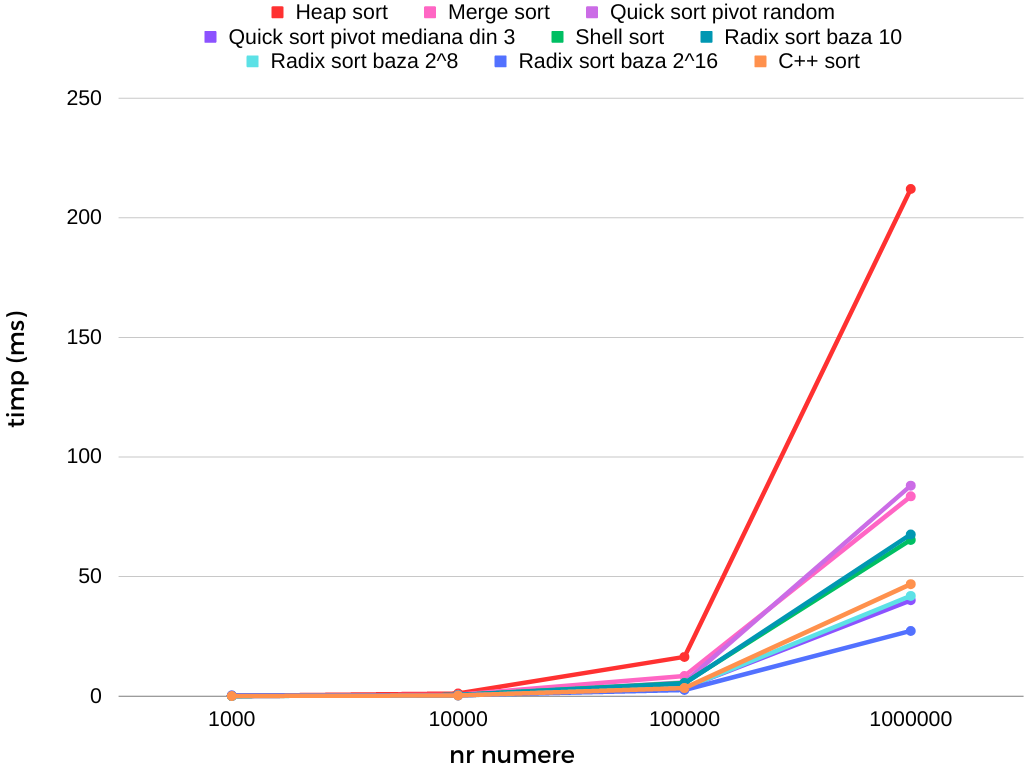 Heap sort Merge sort Quick sort pivot random
Quick sort pivot mediana din 3 Shell sort Radix sort baza 10
Radix sort baza 2^8 Radix sort baza 2^16 C++ sort
250
200
150
100
50
0
timp (ms)
1000 10000 100000 1000000
nr numere